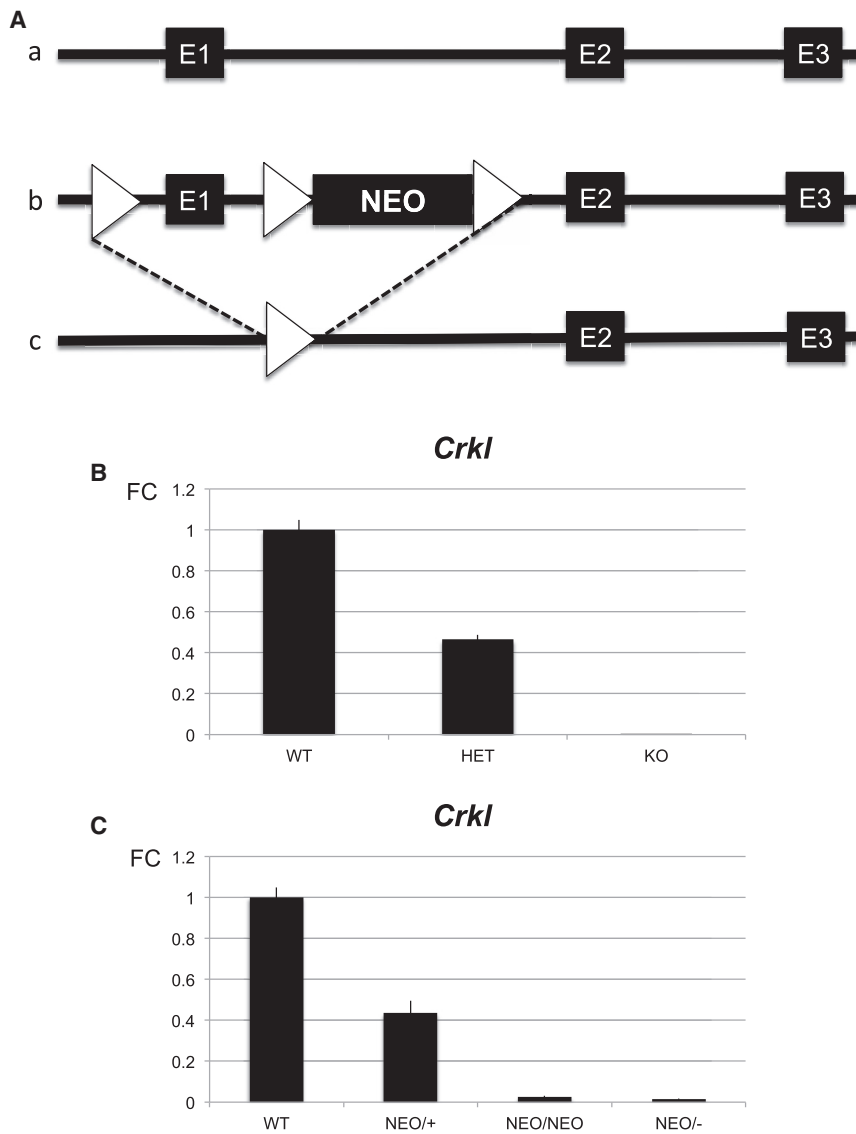 A
a E1 E2 E3
b E1 NEO E2 E3
c E2 E3
Crkl
B
FC 1.2
1
0.8
0.6
0.4
0.2
0
WT HET KO
Crkl
C
FC 1.2
1
0.8
0.6
0.4
0.2
0
WT NEO/+ NEO/NEO NEO/-